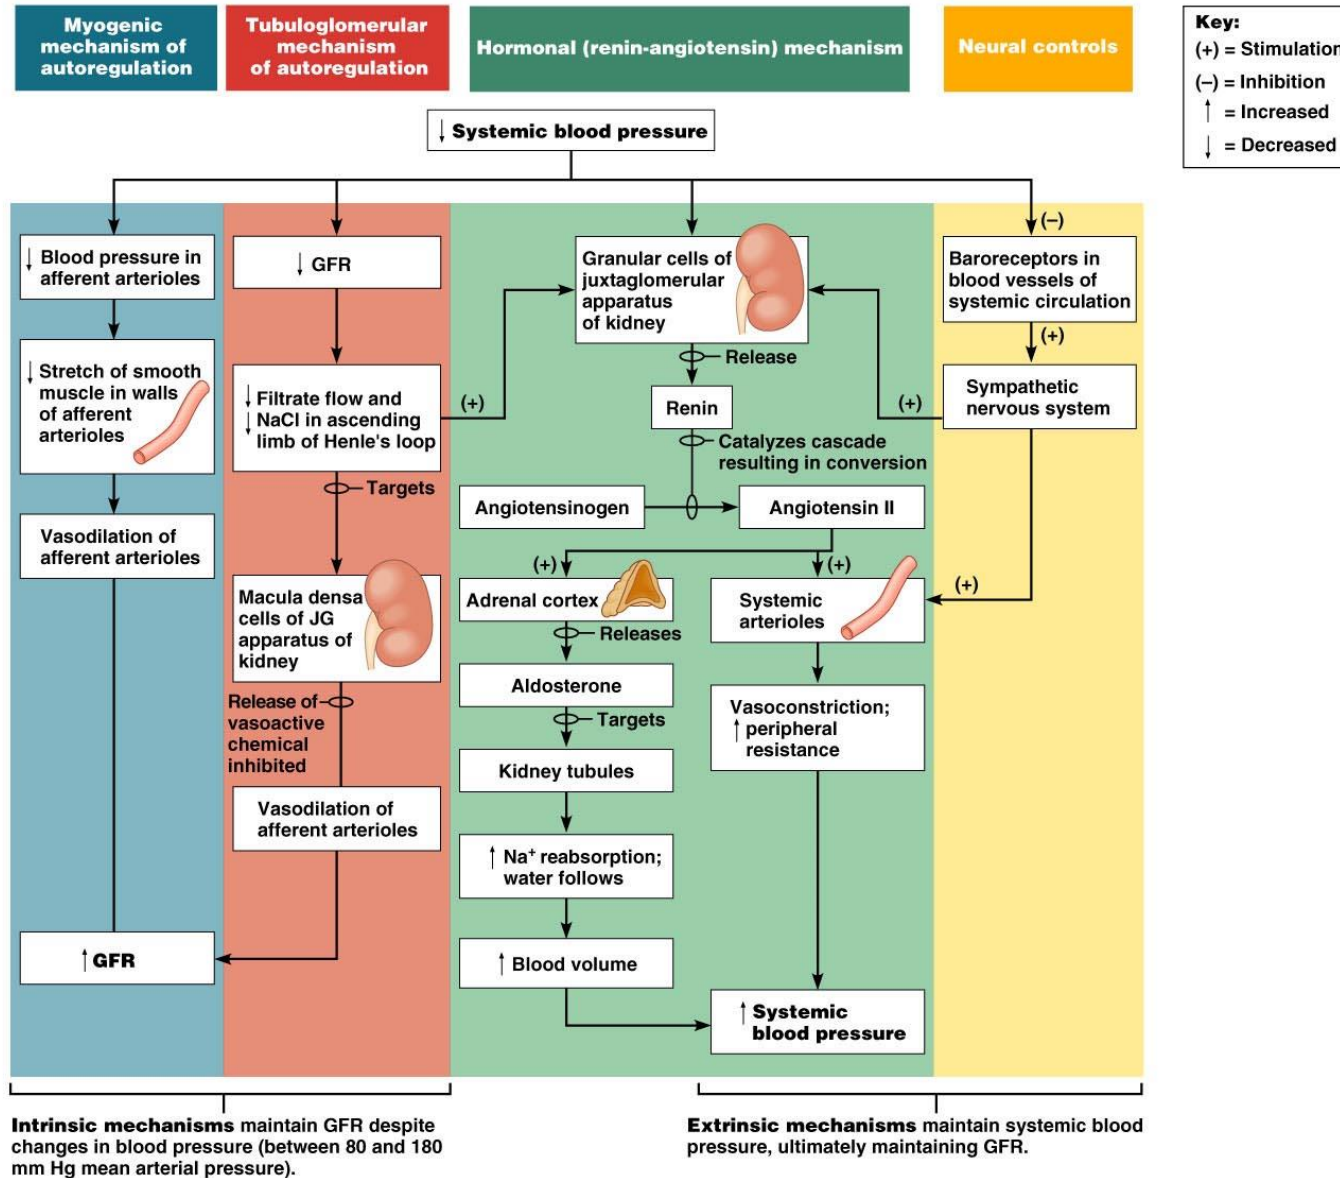 Myogenic
mechanism of
autoregulation
Tubuloglomerular
mechanism
of autoregulation
Hormonal (renin-angiotensin) mechanism
Neural controls
Key:
(+) = Stimulation
(–) = Inhibition
↑ = Increased
↓ = Decreased
↓ Systemic blood pressure
↓ Blood pressure in
afferent arterioles
↓ Stretch of smooth
muscle in walls
of afferent
arterioles
Vasodilation of
afferent arterioles
↑ GFR
↓ GFR
↓ Filtrate flow and
↓ NaCl in ascending
limb of Henle's loop
(+)
Targets
Macula densa
cells of JG
apparatus of
kidney
Release of
vasoactive
chemical
inhibited
Vasodilation of
afferent arterioles
Granular cells of
juxtaglomerular
apparatus
of kidney
Release
Renin
Catalyzes cascade
resulting in conversion
Angiotensinogen
Angiotensin II
(+)
(+)
Adrenal cortex
Releases
Aldosterone
Targets
Kidney tubules
↑ Na⁺ reabsorption;
water follows
↑ Blood volume
Systemic
arterioles
Vasoconstriction;
↑ peripheral
resistance
↑ Systemic
blood pressure
(–)
Baroreceptors in
blood vessels of
systemic circulation
(+)
Sympathetic
nervous system
(+)
(+)
Intrinsic mechanisms maintain GFR despite
changes in blood pressure (between 80 and 180
mm Hg mean arterial pressure).
Extrinsic mechanisms maintain systemic blood
pressure, ultimately maintaining GFR.